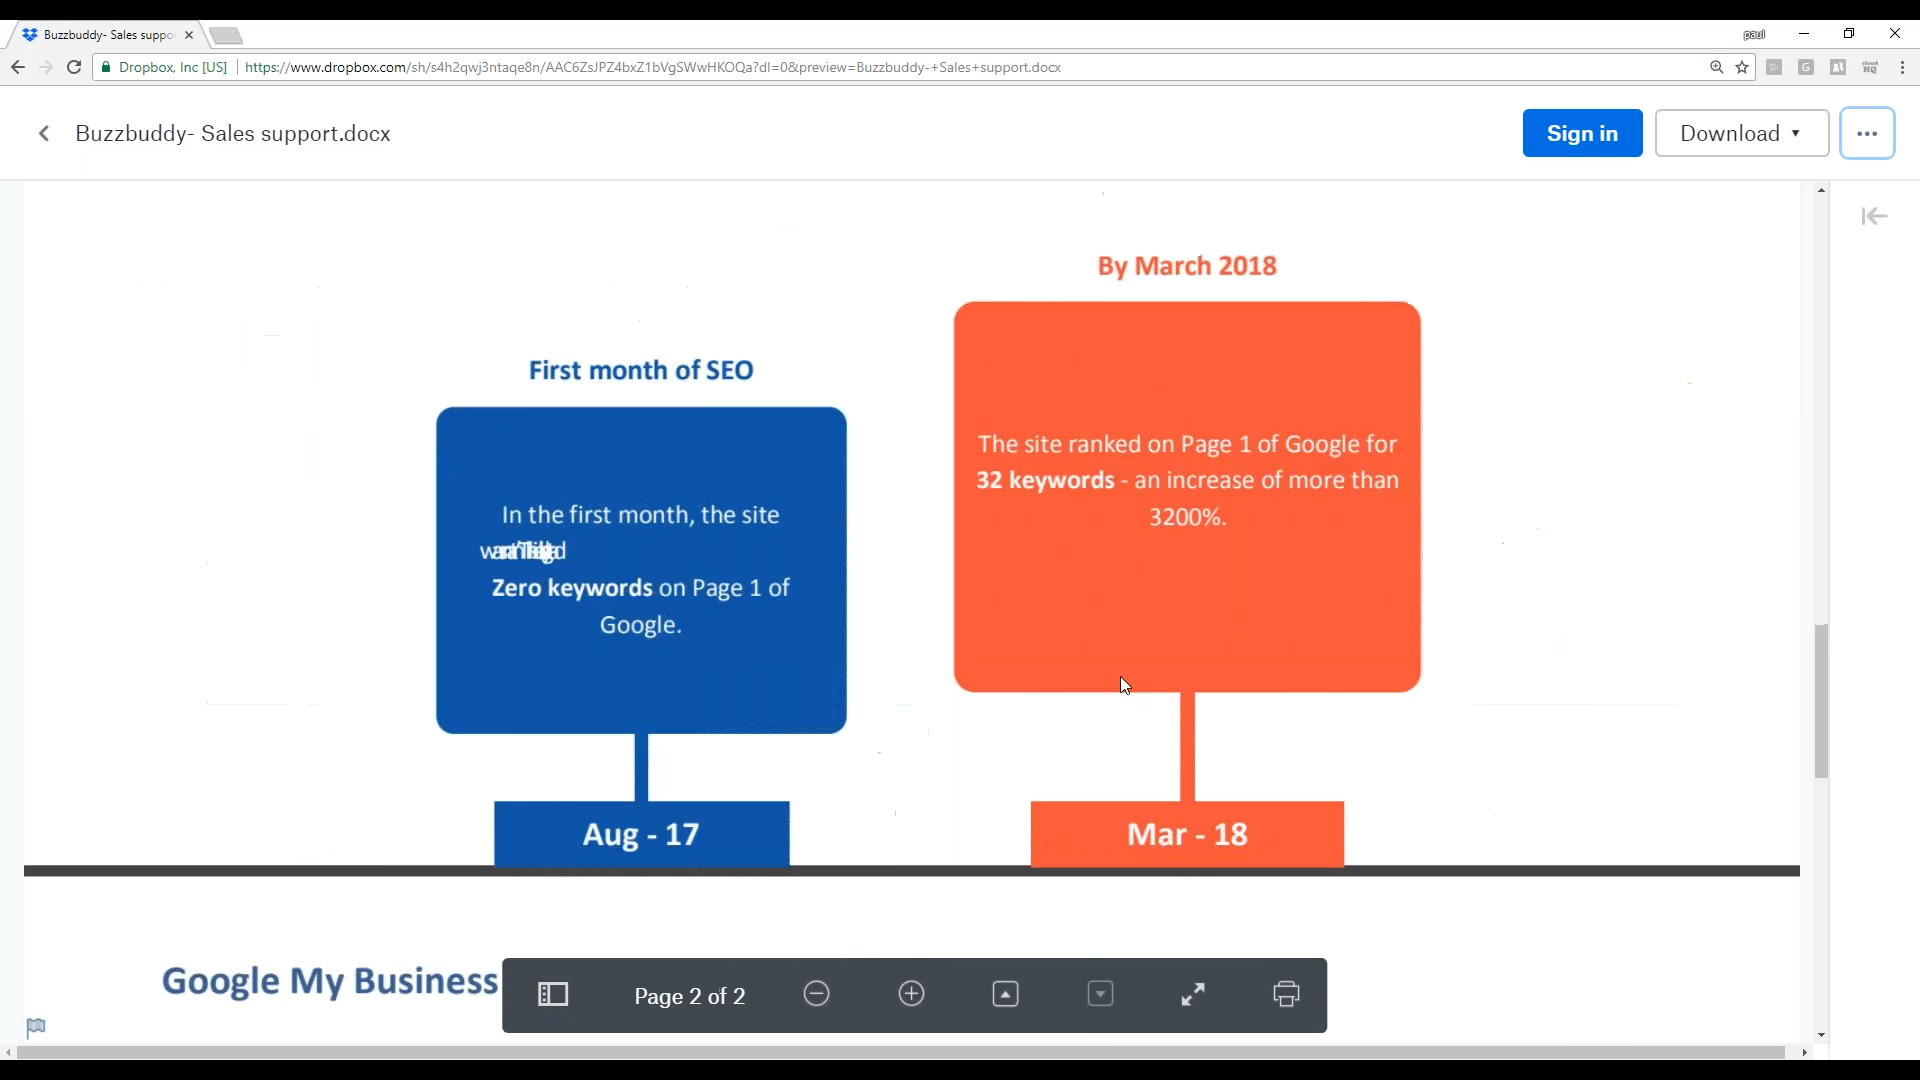 Buzzbuddy- Sales suppo
paul
Dropbox, Inc [US] https://www.dropbox.com/sh/s4h2qwj3ntaqe8n/AAC6ZsJPZ4bxZ1bVgSWwHKOQa?dl=0&preview=Buzzbuddy-+Sales+support.docx
Buzzbuddy- Sales support.docx
Sign in
Download
By March 2018
First month of SEO
The site ranked on Page 1 of Google for
32 keywords - an increase of more than
3200%.
In the first month, the site
Zero keywords on Page 1 of
Google.
Aug - 17
Mar - 18
Google My Business
Page 2 of 2